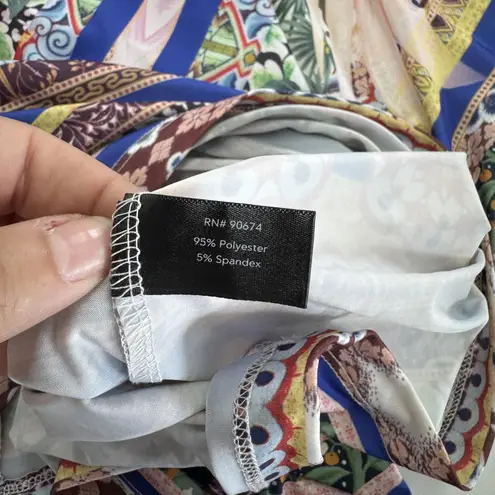 RN# 90674
95% Polyester
5% Spandex